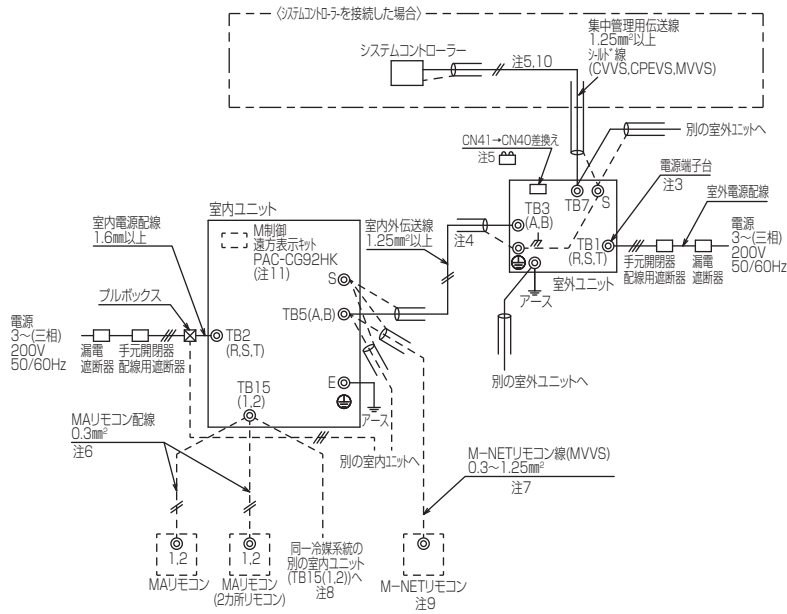 〈システムコントローラーを接続した場合〉
システムコントローラー
注5,10
集中管理用伝送線
1.25mm²以上
シールド線
(CVVS,CPEVS,MVVS)
別の室外ユニットへ
CN41→CN40差換え
注5
電源端子台
注3
室外電源配線
TB3
(A,B)
TB7
S
TB1
(R,S,T)
電源
3～(三相)
200V
50/60Hz
手元開閉器
配線用遮断器
漏電
遮断器
室外ユニット
アース
別の室外ユニットへ
室内外伝送線
1.25mm²以上
注4
室内ユニット
室内電源配線
1.6mm以上
M制御
遠方表示キット
PAC-CG92HK
(注11)
S
TB5(A,B)
プルボックス
電源
3～(三相)
200V
50/60Hz
漏電
遮断器
手元開閉器
配線用遮断器
TB2
(R,S,T)
TB15
(1,2)
E
アース
MAリモコン配線
0.3mm²
注6
別の室内ユニットへ
M-NETリモコン線(MVVS)
0.3～1.25mm²
注7
1,2
MAリモコン
1,2
MAリモコン
(2カ所リモコン)
同一冷媒系統の
別の室内ユニット
(TB15(1,2))へ
注8
M-NETリモコン
注9